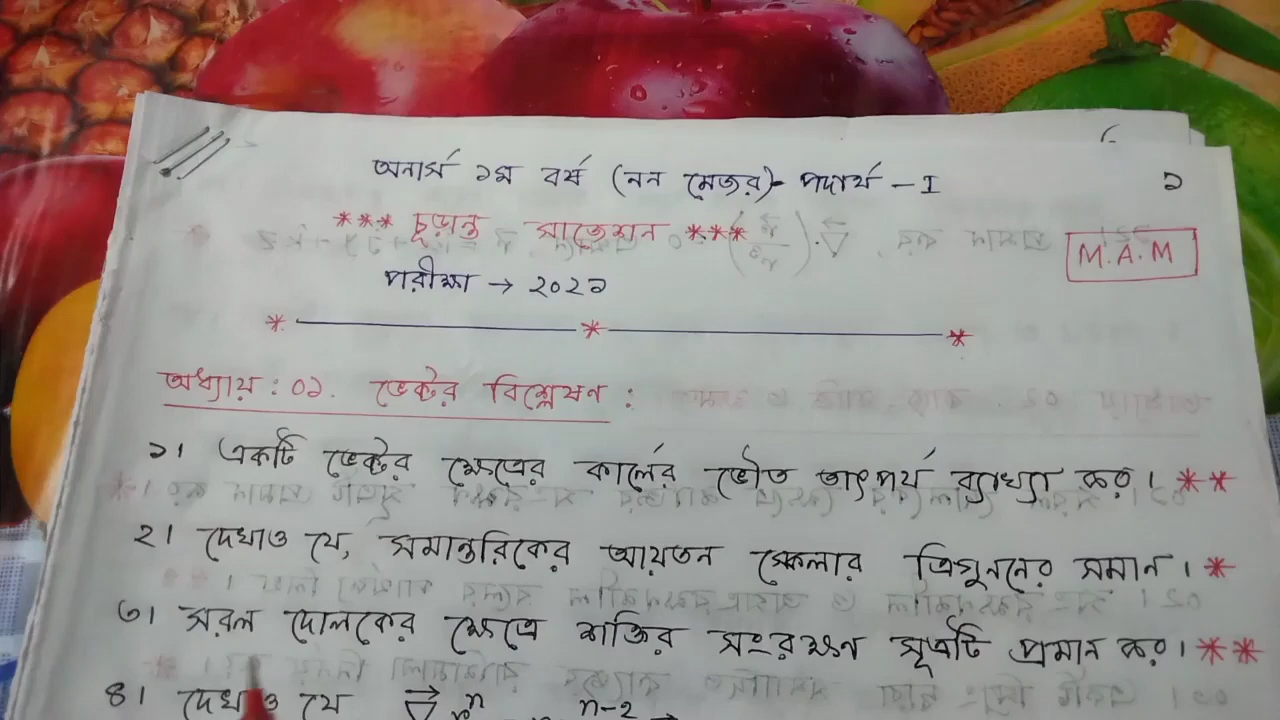 অনার্স ১ম বর্ষ (নন মেজর)- পদার্থ - I ১
*** চূড়ান্ত সাজেশন ***
M.A.M
পরীক্ষা → ২০২১
অধ্যায় : ০১. ভেক্টর বিশ্লেষণ :
১। একটি ভেক্টর ক্ষেত্রের কার্লের ভৌত তাৎপর্য ব্যাখ্যা কর। **
২। দেখাও যে, সমান্তরিকের আয়তন স্কেলার ত্রিগুননের সমান। *
৩। সরল দোলকের ক্ষেত্রে শক্তির সংরক্ষণ সূত্রটি প্রমান কর। **
৪। দেখাও যে